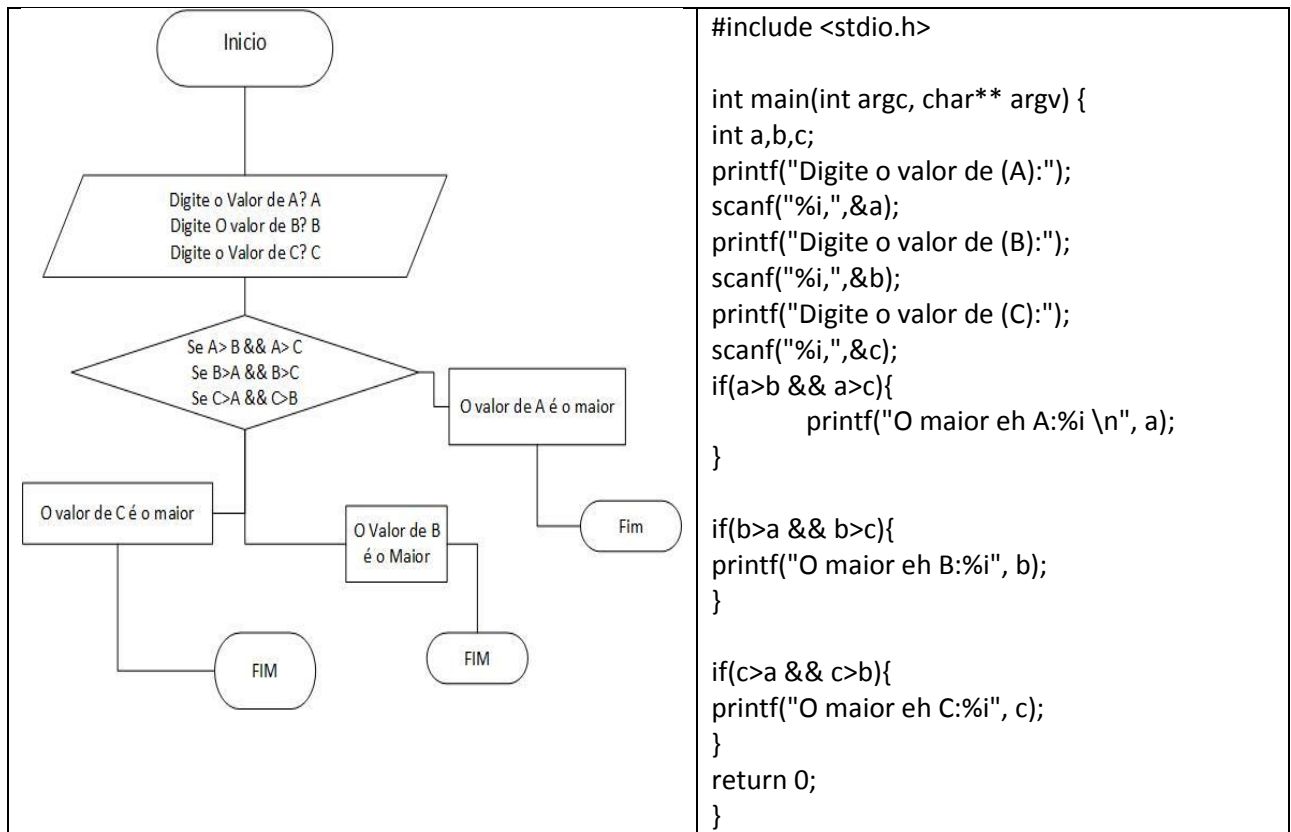 Inicio
Digite o Valor de A? A
Digite O valor de B? B
Digite o Valor de C? C
Se A> B && A> C
Se B>A && B>C
Se C>A && C>B
O valor de A é o maior
Fim
O valor de C é o maior
O Valor de B
é o Maior
FIM
FIM
#include <stdio.h>
int main(int argc, char** argv) {
int a,b,c;
printf("Digite o valor de (A):");
scanf("%i,",&a);
printf("Digite o valor de (B):");
scanf("%i,",&b);
printf("Digite o valor de (C):");
scanf("%i,",&c);
if(a>b && a>c){
printf("O maior eh A:%i \n", a);
}
if(b>a && b>c){
printf("O maior eh B:%i", b);
}
if(c>a && c>b){
printf("O maior eh C:%i", c);
}
return 0;
}